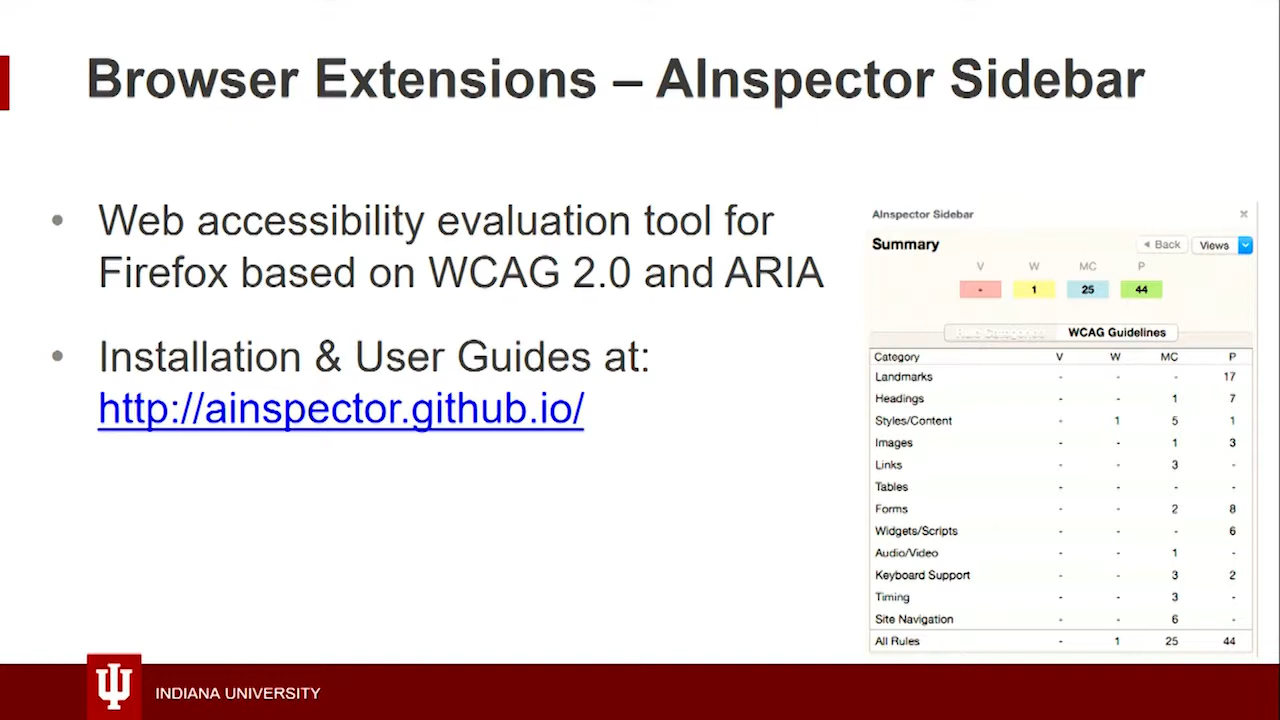 Browser Extensions – AInspector Sidebar
• Web accessibility evaluation tool for
Firefox based on WCAG 2.0 and ARIA
• Installation & User Guides at:
http://ainspector.github.io/
AInspector Sidebar ×
Summary ◂ Back Views
V W MC P
- 1 25 44
Rule Categories WCAG Guidelines
Category V W MC P
Landmarks - - - 17
Headings - - 1 7
Styles/Content - 1 5 1
Images - - 1 3
Links - - 3 -
Tables - - - -
Forms - - 2 8
Widgets/Scripts - - - 6
Audio/Video - - 1 -
Keyboard Support - - 3 2
Timing - - 3 -
Site Navigation - - 6 -
All Rules - 1 25 44
INDIANA UNIVERSITY